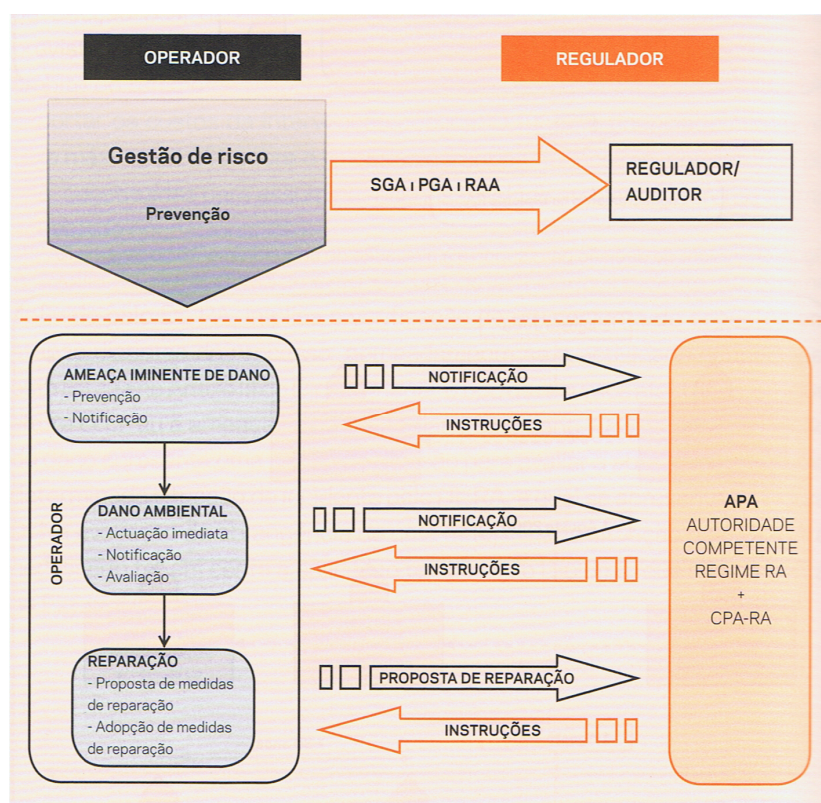 OPERADOR
REGULADOR
Gestão de risco
Prevenção
SGA | PGA | RAA
REGULADOR/
AUDITOR
AMEAÇA IMINENTE DE DANO
- Prevenção
- Notificação
NOTIFICAÇÃO
INSTRUÇÕES
OPERADOR
DANO AMBIENTAL
- Actuação imediata
- Notificação
- Avaliação
NOTIFICAÇÃO
INSTRUÇÕES
APA
AUTORIDADE
COMPETENTE
REGIME RA
+
CPA-RA
REPARAÇÃO
- Proposta de medidas
de reparação
- Adopção de medidas
de reparação
PROPOSTA DE REPARAÇÃO
INSTRUÇÕES